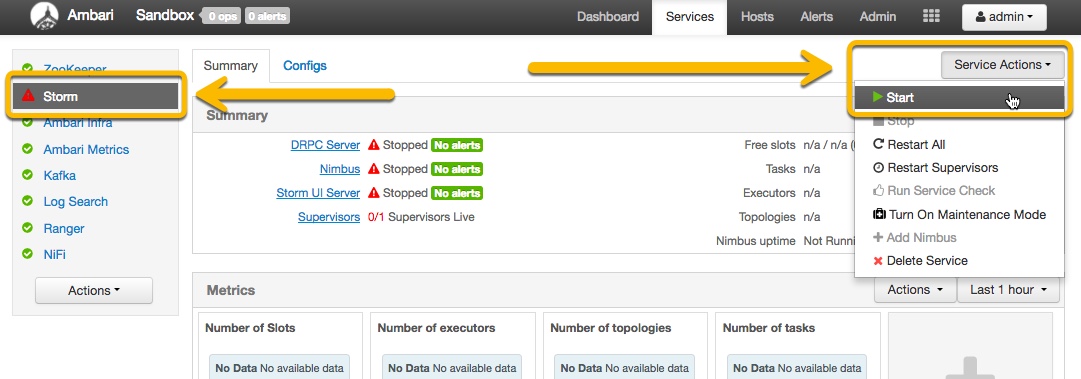 Ambari Sandbox 0 ops 0 alerts Dashboard Services Hosts Alerts Admin admin
ZooKeeper
Storm
Ambari Infra
Ambari Metrics
Kafka
Log Search
Ranger
NiFi
Actions
Summary Configs
Service Actions
Start
Stop
Restart All
Restart Supervisors
Run Service Check
Turn On Maintenance Mode
Add Nimbus
Delete Service
Summary
DRPC Server Stopped No alerts
Nimbus Stopped No alerts
Storm UI Server Stopped No alerts
Supervisors 0/1 Supervisors Live
Free slots n/a / n/a (
Tasks n/a
Executors n/a
Topologies n/a
Nimbus uptime Not Runni
Metrics Actions Last 1 hour
Number of Slots Number of executors Number of topologies Number of tasks
No Data No available data No Data No available data No Data No available data No Data No available data